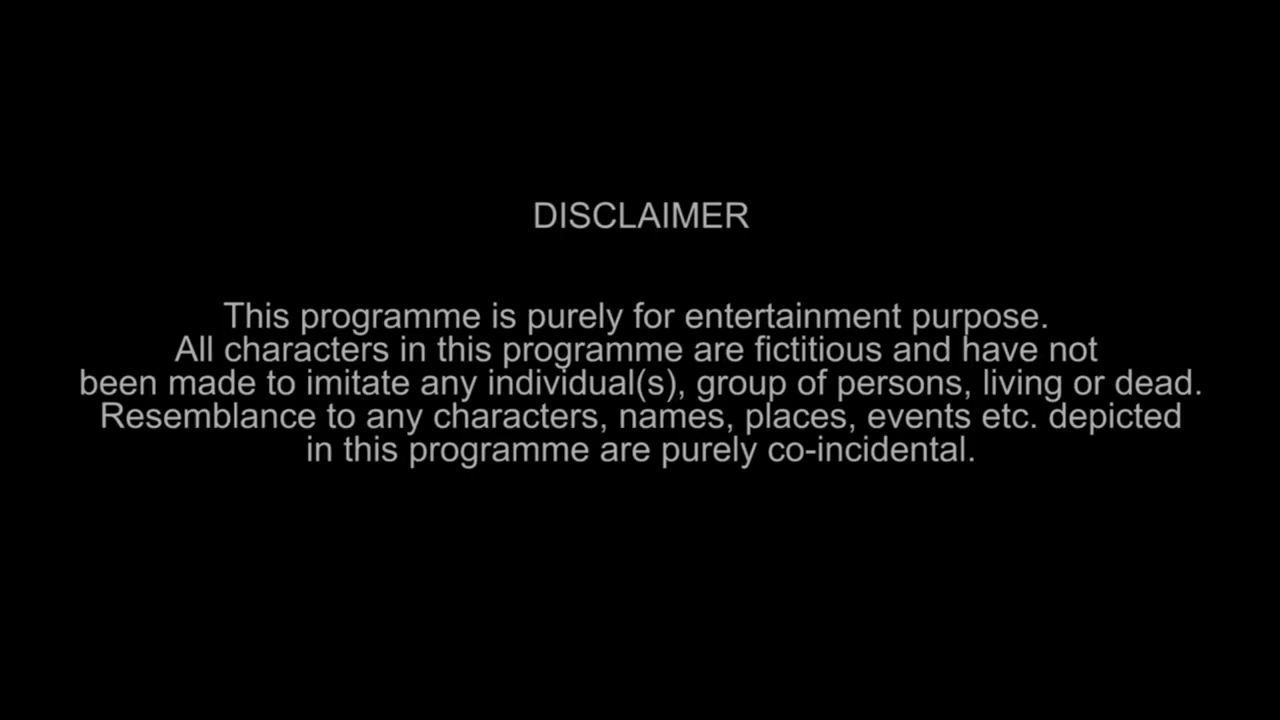 DISCLAIMER
This programme is purely for entertainment purpose.
All characters in this programme are fictitious and have not
been made to imitate any individual(s), group of persons, living or dead.
Resemblance to any characters, names, places, events etc. depicted
in this programme are purely co-incidental.